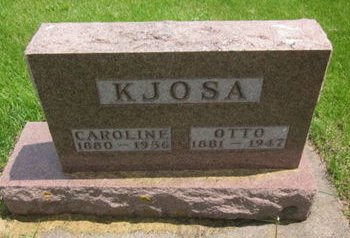 KJOSA
CAROLINE OTTO
1880 – 1956 1881 – 1947